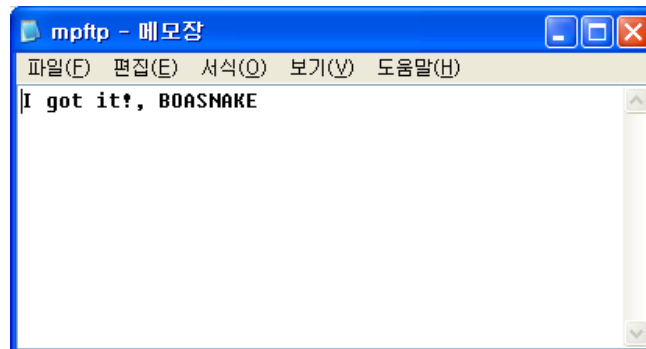 mpftp - 메모장
파일(F) 편집(E) 서식(O) 보기(V) 도움말(H)
I got it!, BOASNAKE